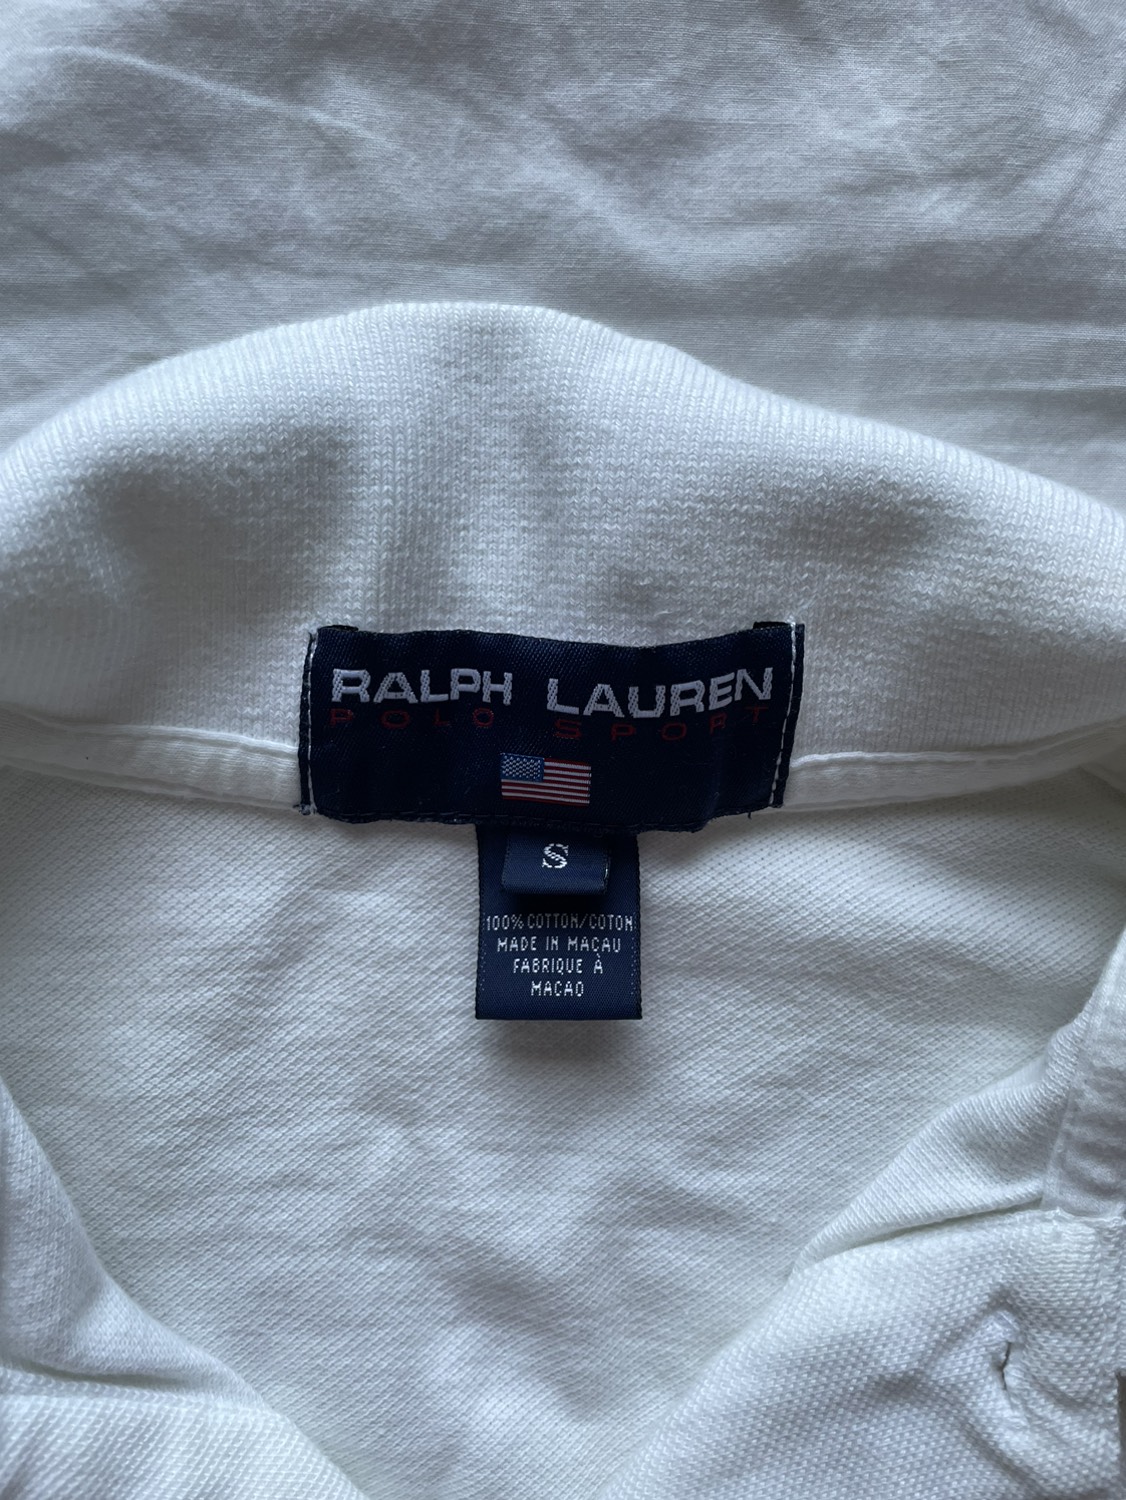 RALPH LAUREN
POLO SPORT
S
100% COTTON/COTON
MADE IN MACAU
FABRIQUE À
MACAO